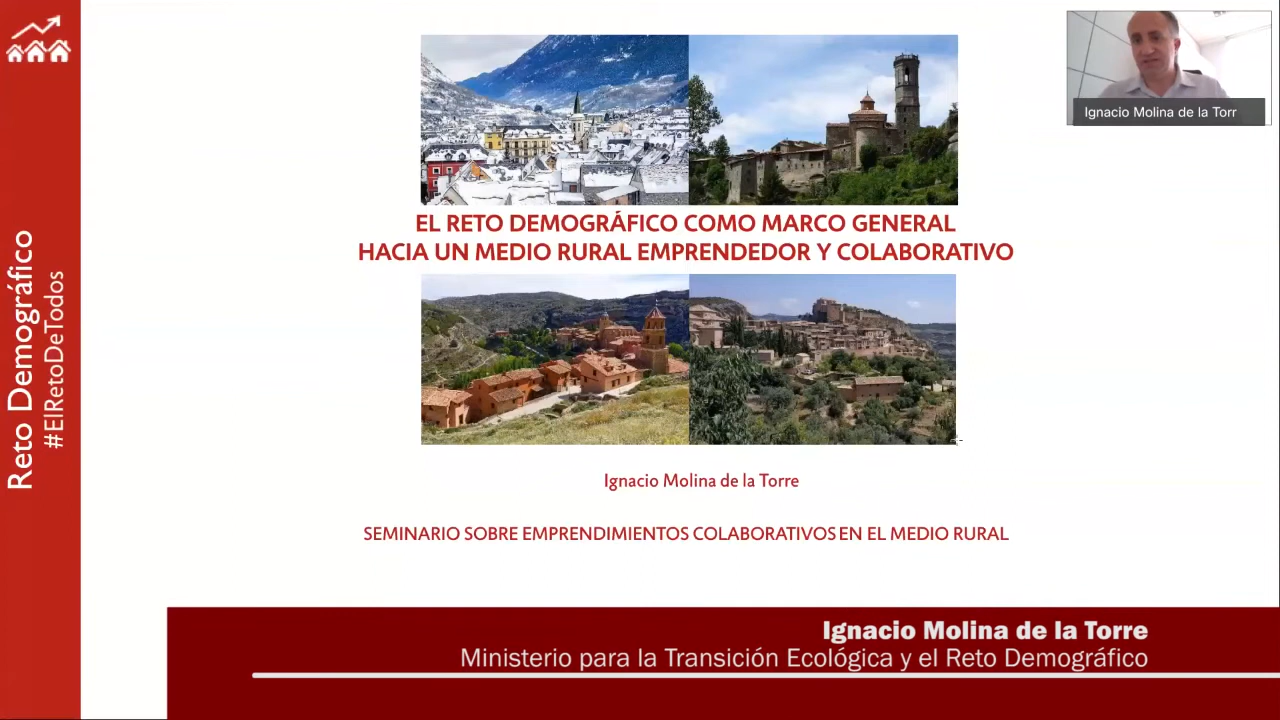 Reto Demográfico
#ElRetoDeTodos
Ignacio Molina de la Torr
EL RETO DEMOGRÁFICO COMO MARCO GENERAL
HACIA UN MEDIO RURAL EMPRENDEDOR Y COLABORATIVO
Ignacio Molina de la Torre
SEMINARIO SOBRE EMPRENDIMIENTOS COLABORATIVOS EN EL MEDIO RURAL
Ignacio Molina de la Torre
Ministerio para la Transición Ecológica y el Reto Demográfico